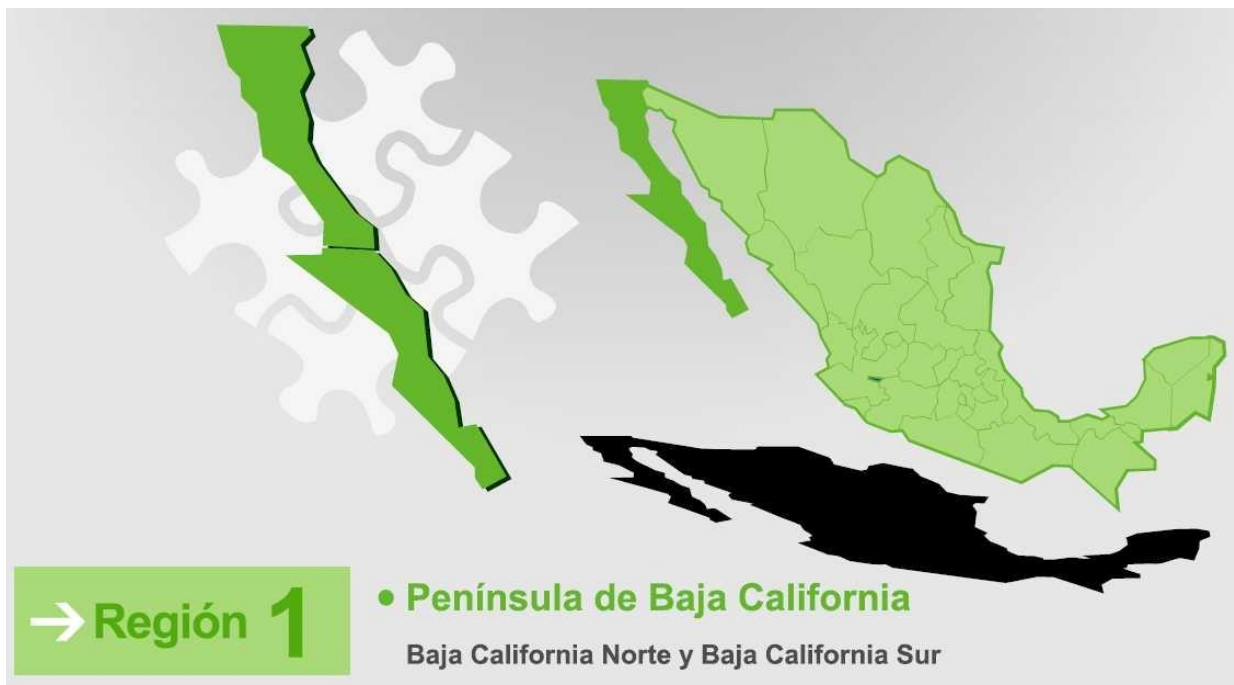 → Región 1
• Península de Baja California
Baja California Norte y Baja California Sur